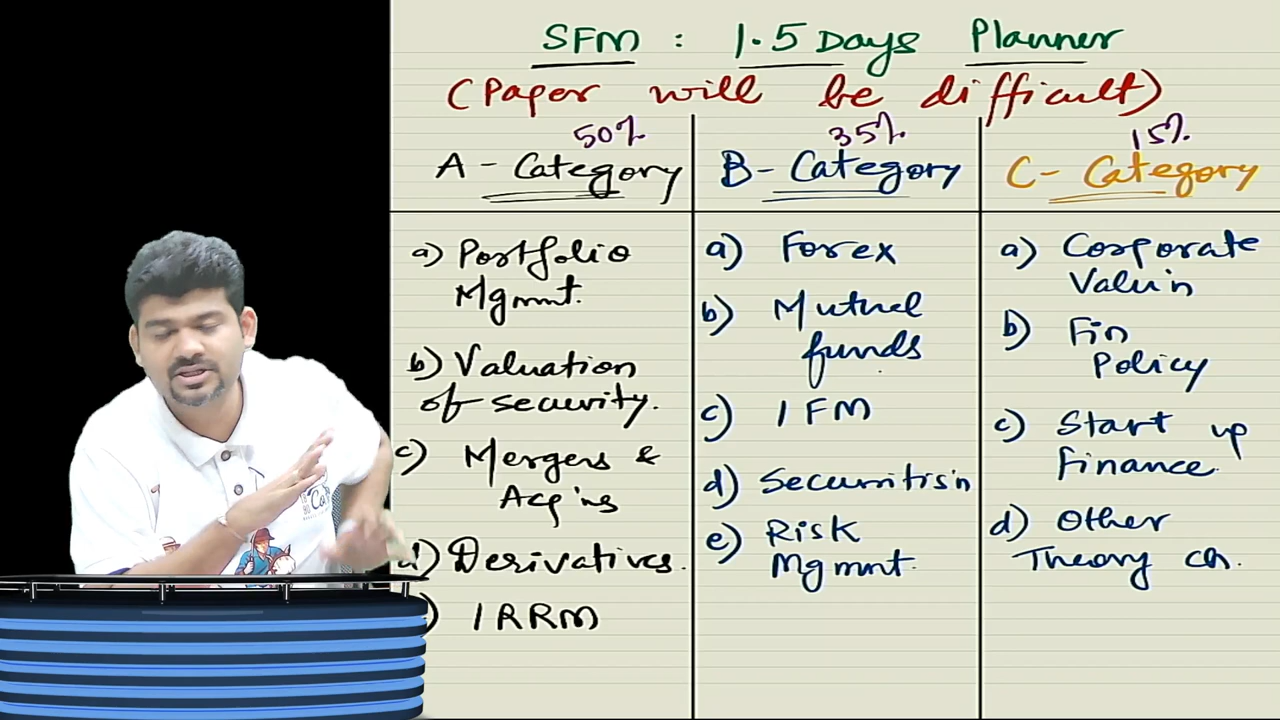 SFM : 1.5 Days Planner
(Paper will be difficult)
50%
A - Category
a) Portfolio
Mgmnt.
b) Valuation
of security.
c) Mergers &
Acq'ns
d) Derivatives.
) IRRM
35%
B - Category
a) Forex
b) Mutual
funds
c) IFM
d) Securitis'n
e) Risk
Mgmnt.
15%
C - Category
a) Corporate
Valu'n
b) Fin
Policy
c) Start up
finance.
d) Other
Theory ch.